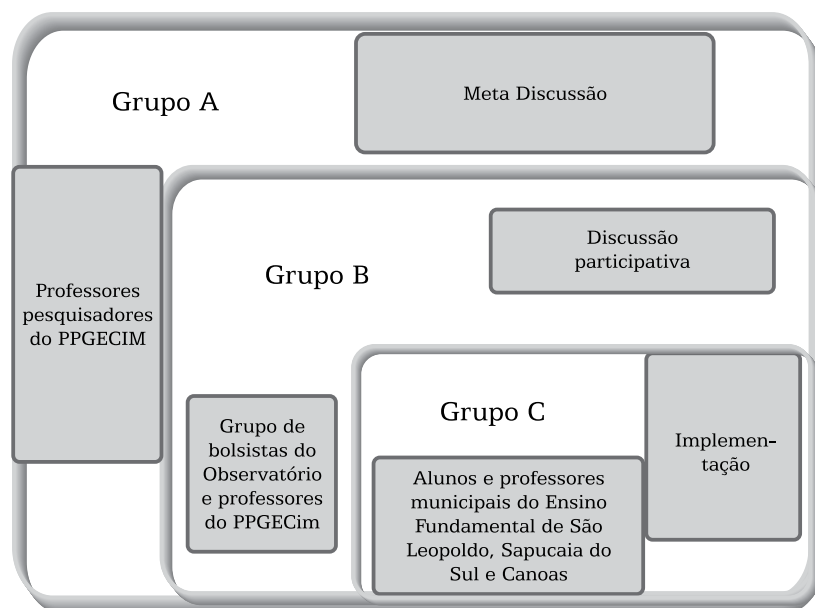 Grupo A
Meta Discussão
Professores
pesquisadores
do PPGECIM
Grupo B
Discussão
participativa
Grupo de
bolsistas do
Observatório
e professores
do PPGECim
Grupo C
Implemen-
tação
Alunos e professores
municipais do Ensino
Fundamental de São
Leopoldo, Sapucaia do
Sul e Canoas